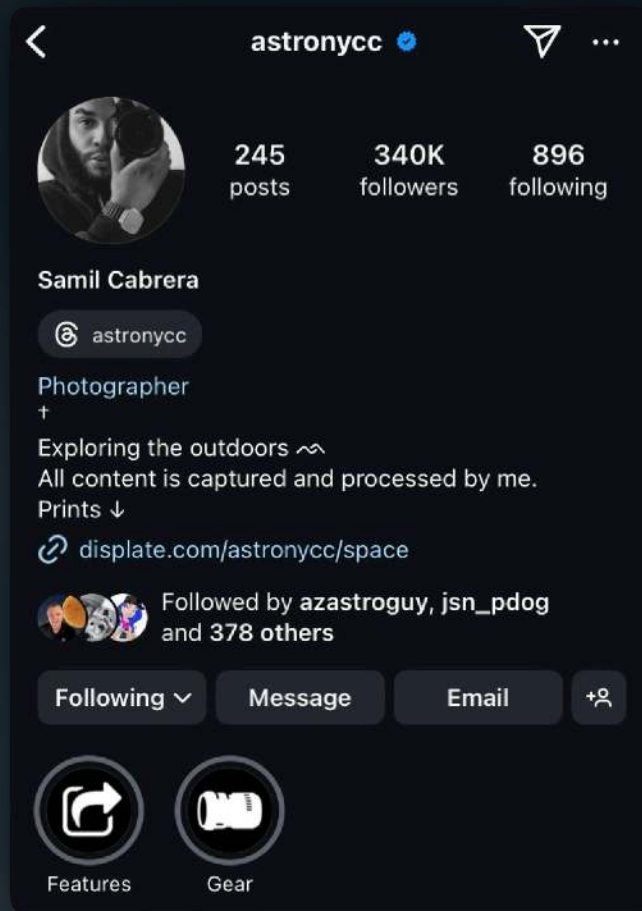 astronycc
245 340K 896
posts followers following
Samil Cabrera
astronycc
Photographer
†
Exploring the outdoors
All content is captured and processed by me.
Prints ↓
displate.com/astronycc/space
Followed by azastroguy, jsn_pdog
and 378 others
Following Message Email
Features Gear